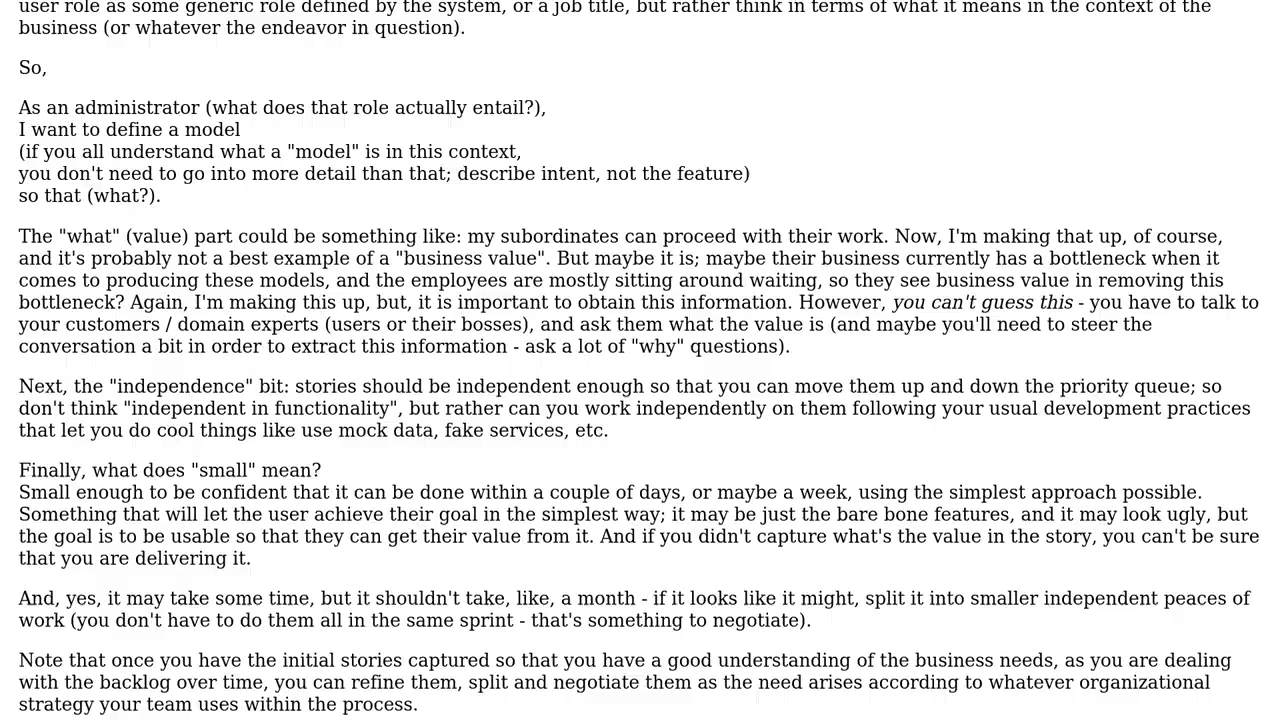 user role as some generic role defined by the system, or a job title, but rather think in terms of what it means in the context of the
business (or whatever the endeavor in question).
So,
As an administrator (what does that role actually entail?),
I want to define a model
(if you all understand what a "model" is in this context,
you don't need to go into more detail than that; describe intent, not the feature)
so that (what?).
The "what" (value) part could be something like: my subordinates can proceed with their work. Now, I'm making that up, of course,
and it's probably not a best example of a "business value". But maybe it is; maybe their business currently has a bottleneck when it
comes to producing these models, and the employees are mostly sitting around waiting, so they see business value in removing this
bottleneck? Again, I'm making this up, but, it is important to obtain this information. However, you can't guess this - you have to talk to
your customers / domain experts (users or their bosses), and ask them what the value is (and maybe you'll need to steer the
conversation a bit in order to extract this information - ask a lot of "why" questions).
Next, the "independence" bit: stories should be independent enough so that you can move them up and down the priority queue; so
don't think "independent in functionality", but rather can you work independently on them following your usual development practices
that let you do cool things like use mock data, fake services, etc.
Finally, what does "small" mean?
Small enough to be confident that it can be done within a couple of days, or maybe a week, using the simplest approach possible.
Something that will let the user achieve their goal in the simplest way; it may be just the bare bone features, and it may look ugly, but
the goal is to be usable so that they can get their value from it. And if you didn't capture what's the value in the story, you can't be sure
that you are delivering it.
And, yes, it may take some time, but it shouldn't take, like, a month - if it looks like it might, split it into smaller independent peaces of
work (you don't have to do them all in the same sprint - that's something to negotiate).
Note that once you have the initial stories captured so that you have a good understanding of the business needs, as you are dealing
with the backlog over time, you can refine them, split and negotiate them as the need arises according to whatever organizational
strategy your team uses within the process.